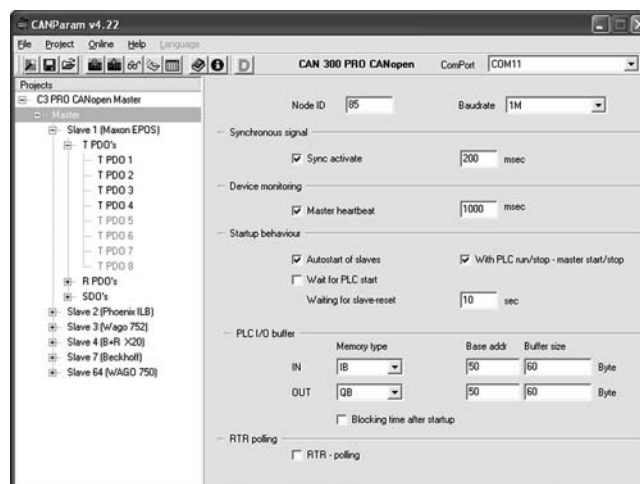 CANParam v4.22
File Project Online Help Language
D CAN 300 PRO CANopen ComPort COM11
Projects
C3 PRO CANopen Master
Master
Slave 1 (Maxon EPOS)
T PDO's
T PDO 1
T PDO 2
T PDO 3
T PDO 4
T PDO 5
T PDO 6
T PDO 7
T PDO 8
R PDO's
SDO's
Slave 2 (Phoenix ILB)
Slave 3 (Wago 752)
Slave 4 (B+R X20)
Slave 7 (Beckhoff)
Slave 64 (WAGO 750)
Node ID 85 Baudrate 1M
Synchronous signal
Sync activate 200 msec
Device monitoring
Master heartbeat 1000 msec
Startup behaviour
Autostart of slaves With PLC run/stop - master start/stop
Wait for PLC start
Waiting for slave-reset 10 sec
PLC I/O buffer
Memory type Base addr Buffer size
IN IB 50 60 Byte
OUT QB 50 60 Byte
Blocking time after startup
RTR polling
RTR - polling